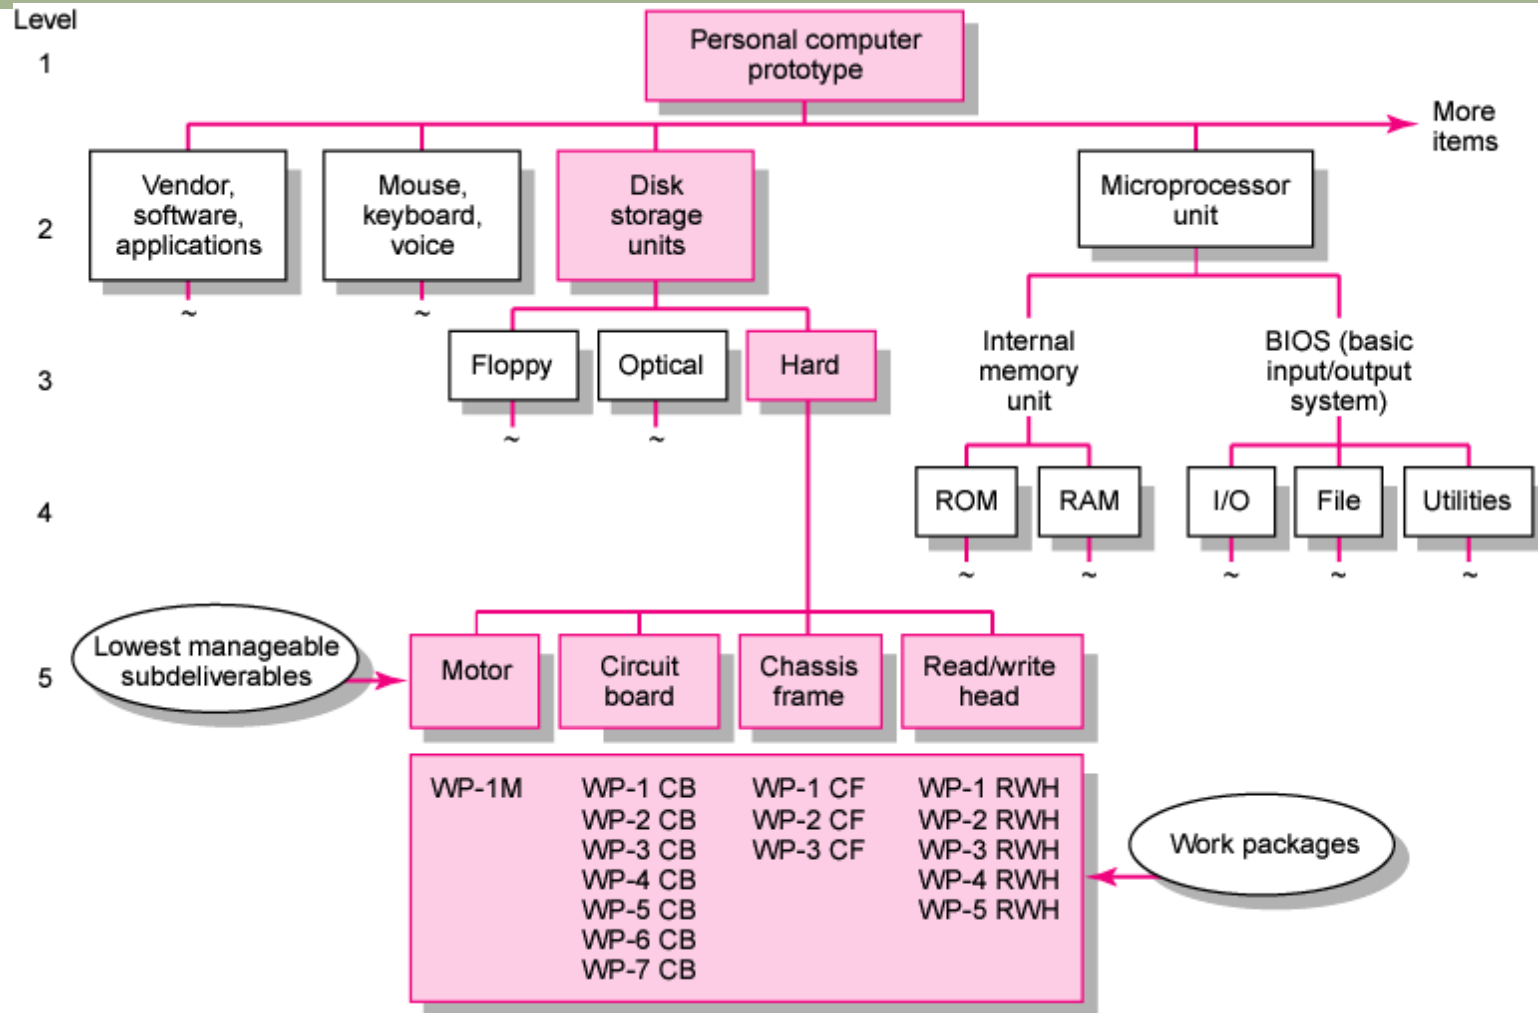 Level
1
Personal computer
prototype
More
items
2
Vendor,
software,
applications
Mouse,
keyboard,
voice
Disk
storage
units
Microprocessor
unit
~
~
3
Floppy
Optical
Hard
Internal
memory
unit
BIOS (basic
input/output
system)
~
~
4
ROM
RAM
I/O
File
Utilities
~
~
~
~
~
Lowest manageable
subdeliverables
5
Motor
Circuit
board
Chassis
frame
Read/write
head
WP-1M
WP-1 CB
WP-2 CB
WP-3 CB
WP-4 CB
WP-5 CB
WP-6 CB
WP-7 CB
WP-1 CF
WP-2 CF
WP-3 CF
WP-1 RWH
WP-2 RWH
WP-3 RWH
WP-4 RWH
WP-5 RWH
Work packages